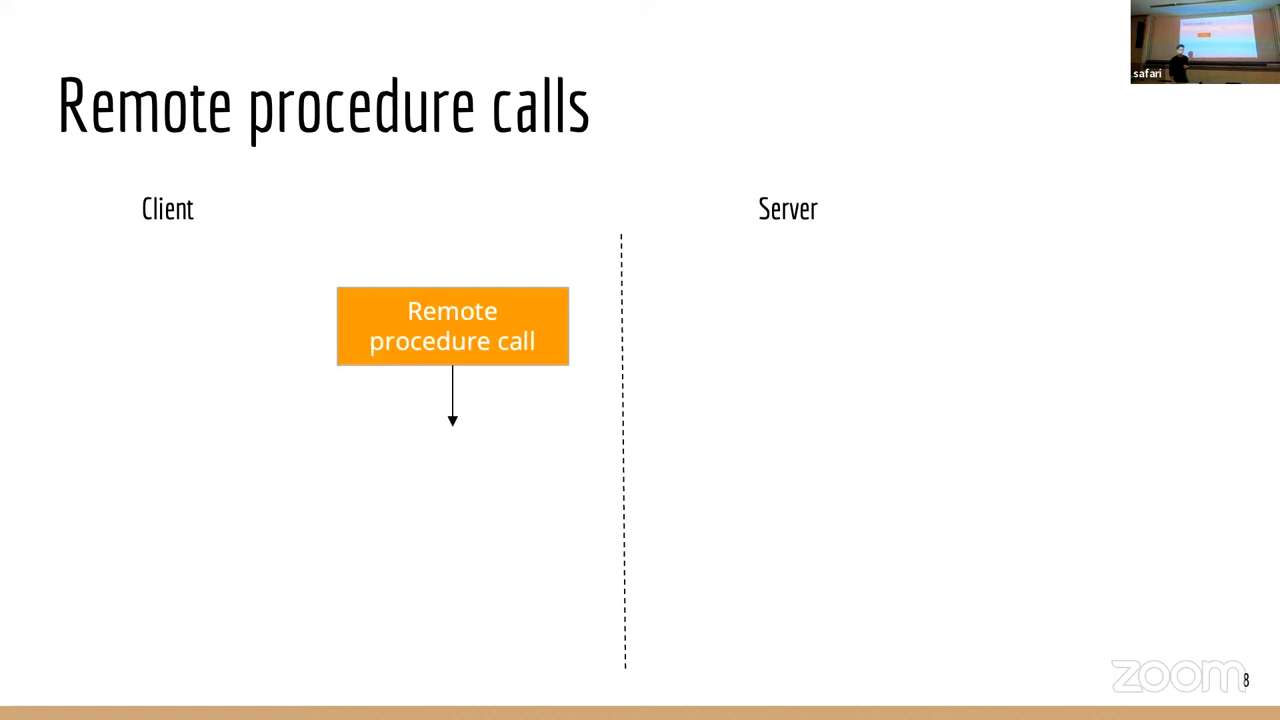 safari
Remote procedure calls
Client
Server
Remote
procedure call
zoom
8